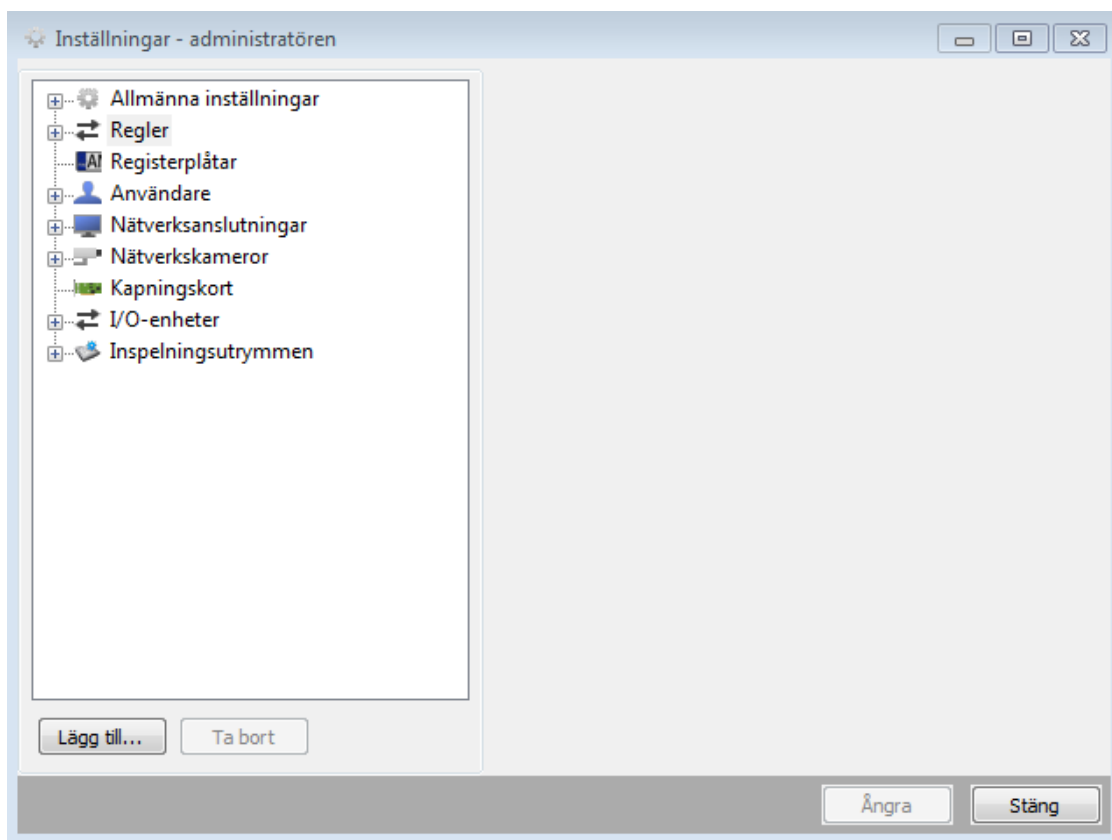 Inställningar - administratören
Allmänna inställningar
Regler
Registerplåtar
Användare
Nätverksanslutningar
Nätverkskameror
Kapningskort
I/O-enheter
Inspelningsutrymmen
Lägg till...
Ta bort
Ångra
Stäng